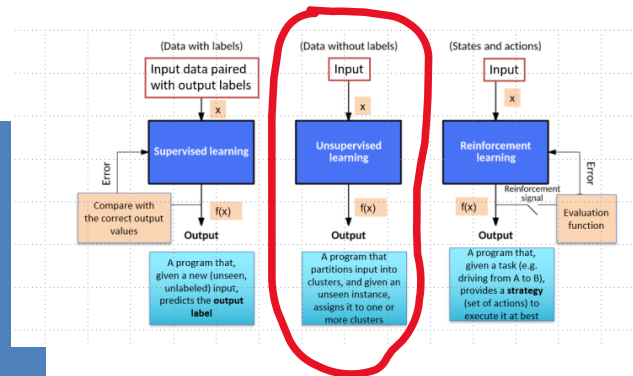 (Data with labels)
Input data paired
with output labels
x
Supervised learning
Error
Compare with
the correct output
values
f(x)
Output
A program that,
given a new (unseen,
unlabeled) input,
predicts the output
label
(Data without labels)
Input
x
Unsupervised
learning
f(x)
Output
A program that
partitions input into
clusters, and given an
unseen instance,
assigns it to one or
more clusters
(States and actions)
Input
x
Reinforcement
learning
Error
Reinforcement
signal
f(x)
Evaluation
function
Output
A program that,
given a task (e.g.
driving from A to B),
provides a strategy
(set of actions) to
execute it at best